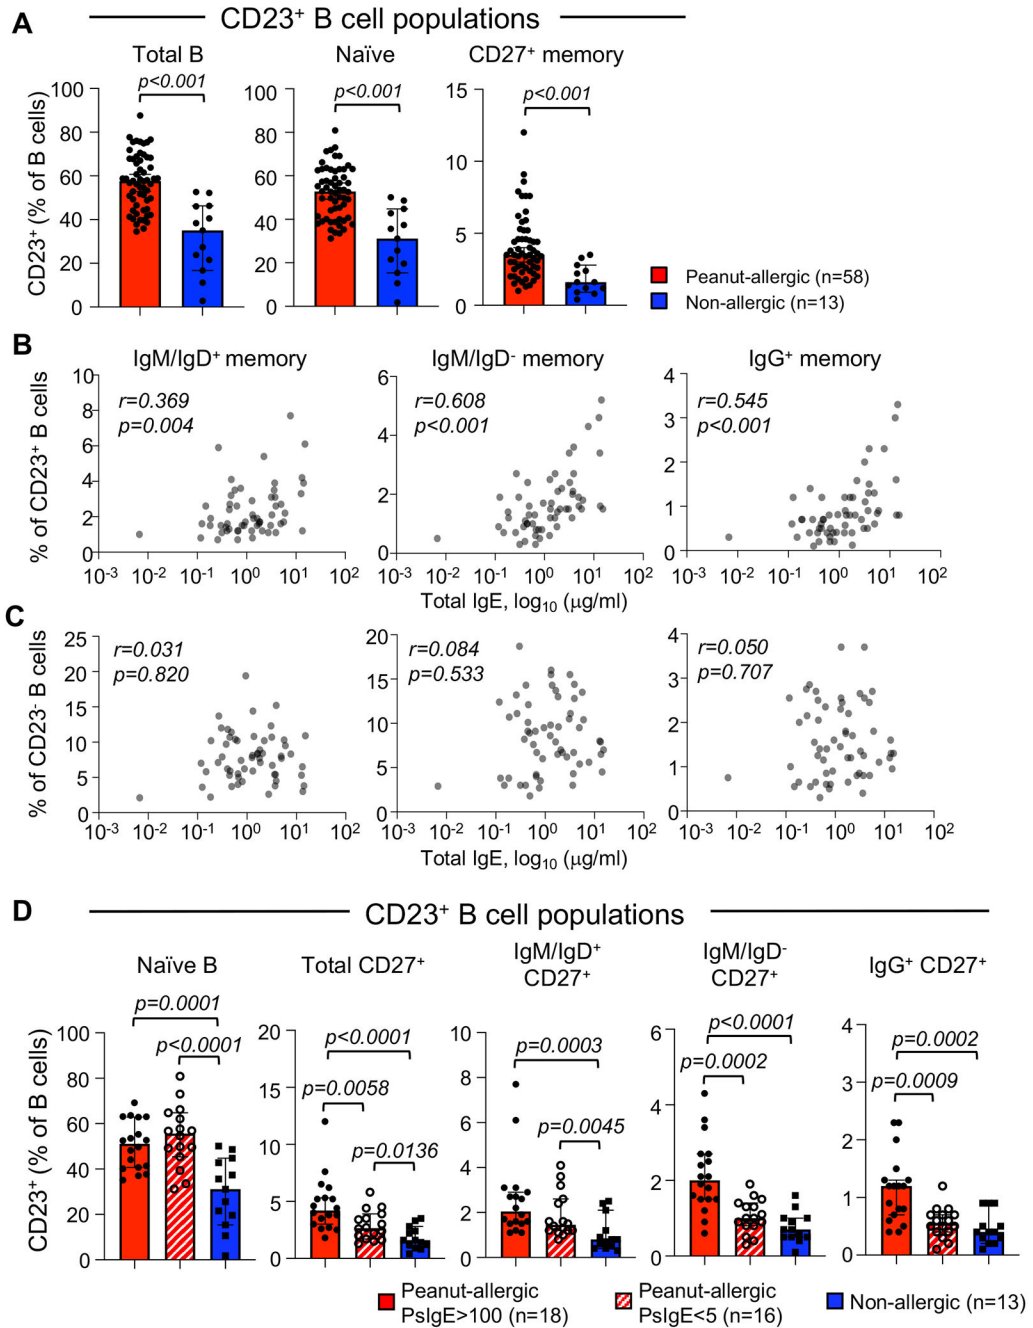 A
CD23⁺ B cell populations
Total B
Naïve
CD27⁺ memory
p<0.001
p<0.001
p<0.001
CD23⁺ (% of B cells)
100
80
60
40
20
0
100
80
60
40
20
0
15
10
5
0
Peanut-allergic (n=58)
Non-allergic (n=13)
B
IgM/IgD⁺ memory
IgM/IgD⁻ memory
IgG⁺ memory
% of CD23⁺ B cells
10
8
6
4
2
0
r=0.369
p=0.004
6
4
2
0
r=0.608
p<0.001
4
3
2
1
0
r=0.545
p<0.001
10⁻³ 10⁻² 10⁻¹ 10⁰ 10¹ 10²
10⁻³ 10⁻² 10⁻¹ 10⁰ 10¹ 10²
10⁻³ 10⁻² 10⁻¹ 10⁰ 10¹ 10²
Total IgE, log₁₀ (μg/ml)
C
% of CD23⁻ B cells
25
20
15
10
5
0
r=0.031
p=0.820
20
15
10
5
0
r=0.084
p=0.533
4
3
2
1
0
r=0.050
p=0.707
10⁻³ 10⁻² 10⁻¹ 10⁰ 10¹ 10²
10⁻³ 10⁻² 10⁻¹ 10⁰ 10¹ 10²
10⁻³ 10⁻² 10⁻¹ 10⁰ 10¹ 10²
Total IgE, log₁₀ (μg/ml)
D
CD23⁺ B cell populations
Naïve B
Total CD27⁺
IgM/IgD⁺
CD27⁺
IgM/IgD⁻
CD27⁺
IgG⁺ CD27⁺
CD23⁺ (% of B cells)
p=0.0001
p<0.0001
100
80
60
40
20
0
p<0.0001
p=0.0058
p=0.0136
20
15
10
5
0
p=0.0003
p=0.0045
10
8
6
4
2
0
p<0.0001
p=0.0002
6
4
2
0
p=0.0002
p=0.0009
4
3
2
1
0
Peanut-allergic
PslgE>100 (n=18)
Peanut-allergic
PslgE<5 (n=16)
Non-allergic (n=13)